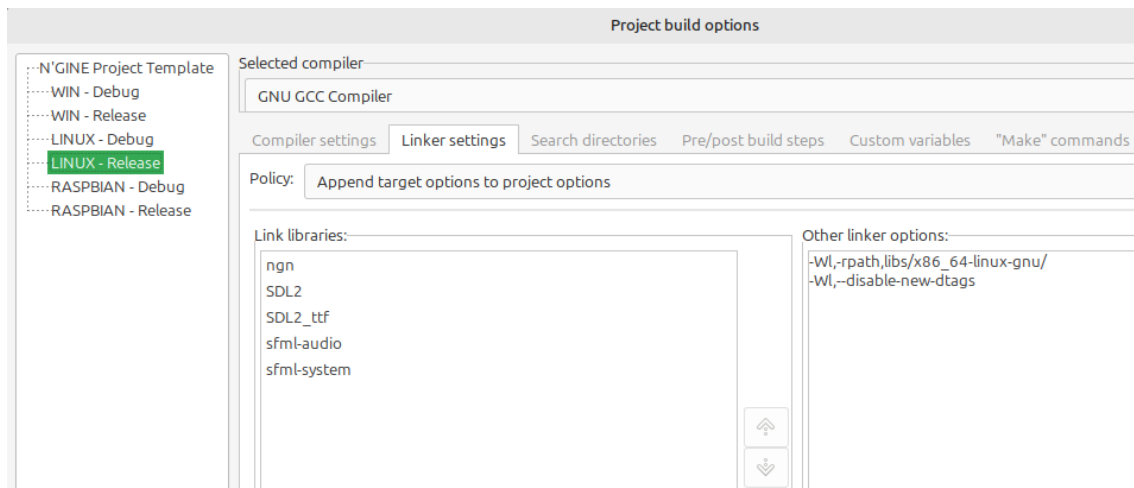 Project build options
N'GINE Project Template
WIN - Debug
WIN - Release
LINUX - Debug
LINUX - Release
RASPBIAN - Debug
RASPBIAN - Release
Selected compiler
GNU GCC Compiler
Compiler settings Linker settings Search directories Pre/post build steps Custom variables "Make" commands
Policy: Append target options to project options
Link libraries:
ngn
SDL2
SDL2_ttf
sfml-audio
sfml-system
Other linker options:
-Wl,-rpath,libs/x86_64-linux-gnu/
-Wl,--disable-new-dtags